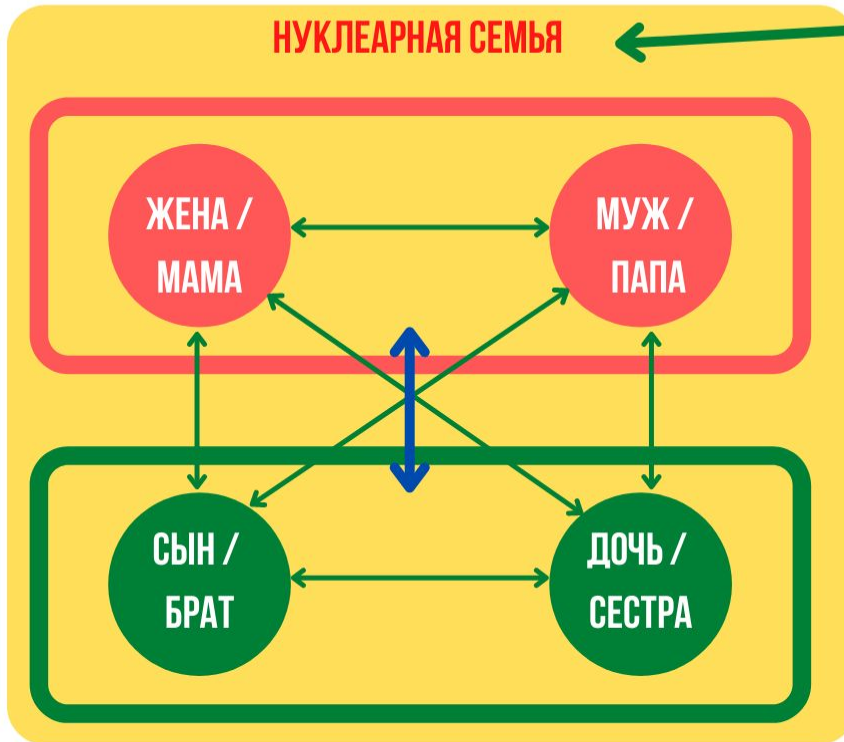 НУКЛЕАРНАЯ СЕМЬЯ
ЖЕНА /
МАМА
МУЖ /
ПАПА
СЫН /
БРАТ
ДОЧЬ /
СЕСТРА